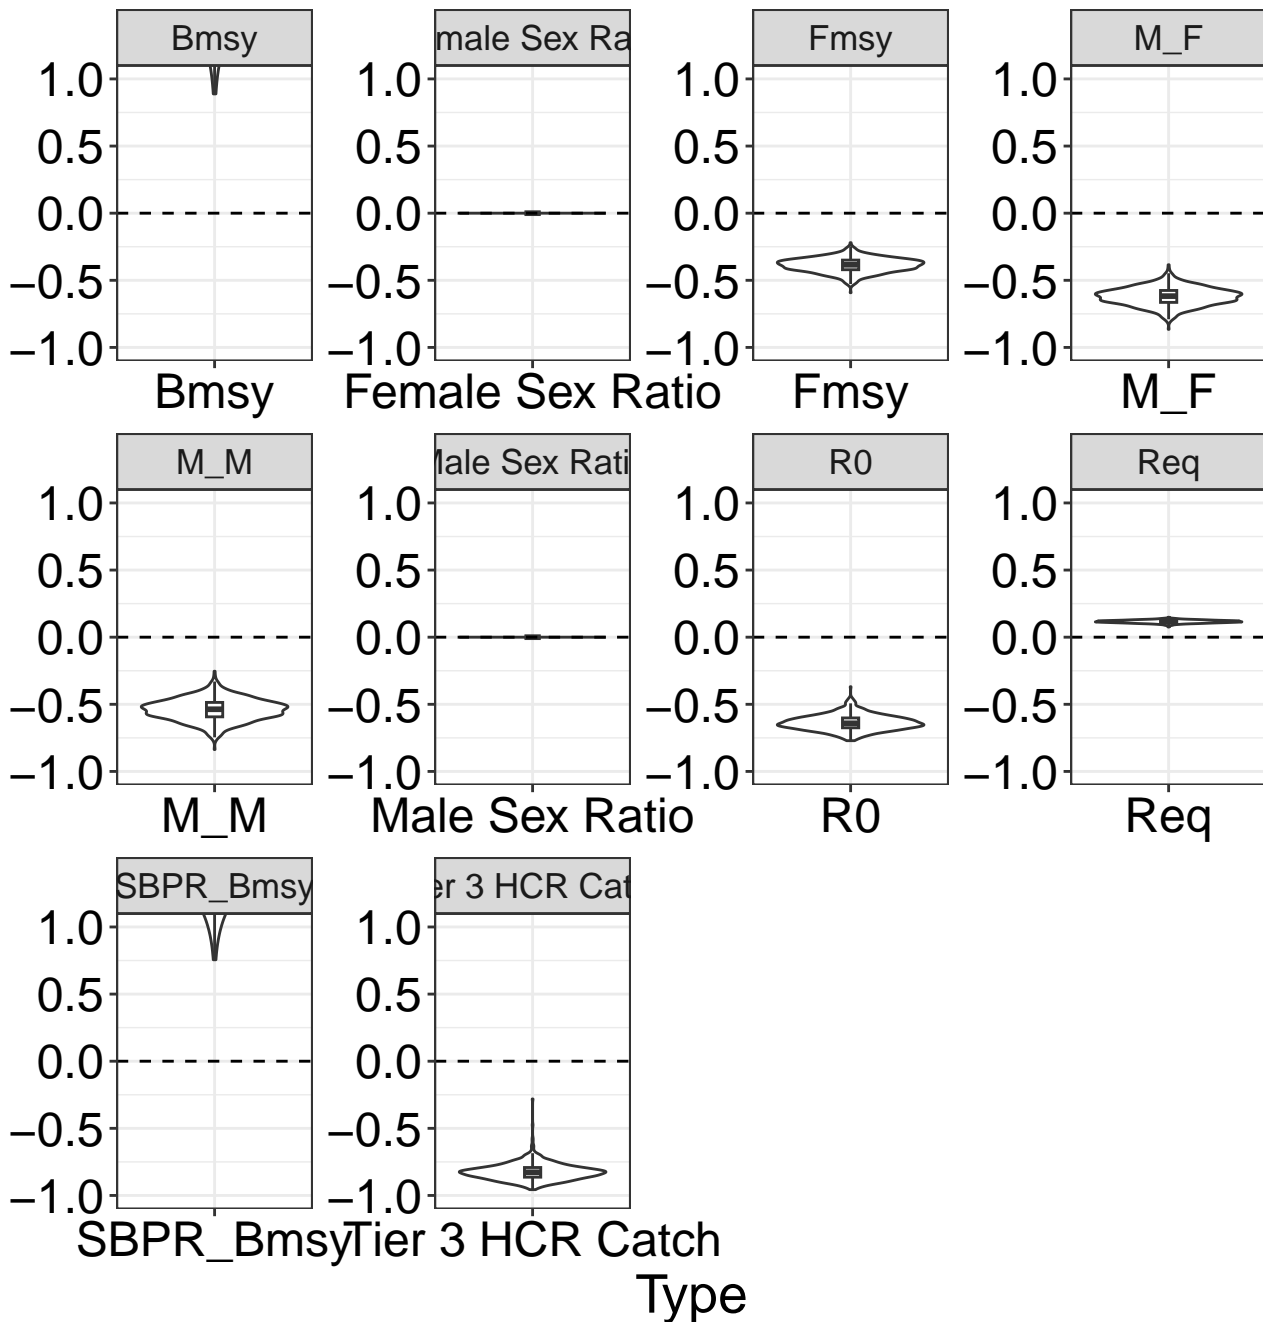 Bmsy
male Sex Ra
Fmsy
M_F
1.0
0.5
0.0
−0.5
−1.0
1.0
0.5
0.0
−0.5
−1.0
1.0
0.5
0.0
−0.5
−1.0
1.0
0.5
0.0
−0.5
−1.0
Bmsy
Female Sex Ratio
Fmsy
M_F
M_M
Male Sex Rati
R0
Req
1.0
0.5
0.0
−0.5
−1.0
1.0
0.5
0.0
−0.5
−1.0
1.0
0.5
0.0
−0.5
−1.0
1.0
0.5
0.0
−0.5
−1.0
M_M
Male Sex Ratio
R0
Req
SBPR_Bmsy
er 3 HCR Cat
1.0
0.5
0.0
−0.5
−1.0
1.0
0.5
0.0
−0.5
−1.0
SBPR_Bmsy
Tier 3 HCR Catch
Type